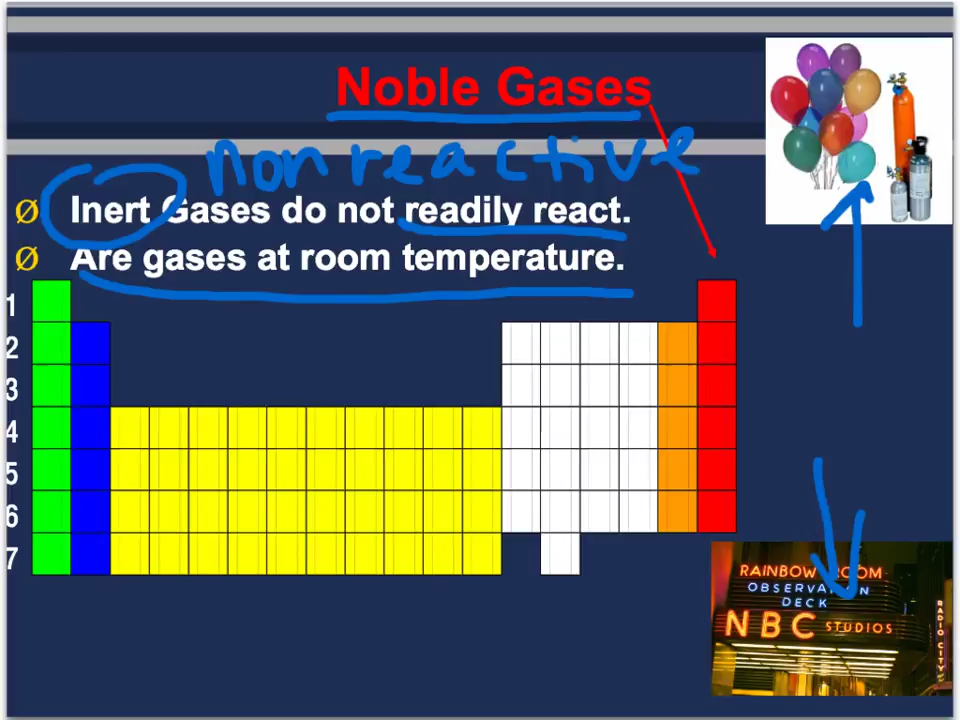 Noble Gases
non reactive
Ø Inert Gases do not readily react.
Ø Are gases at room temperature.
1
2
3
4
5
6
7
RAINBOW ROOM
OBSERVATION
DECK
NBC STUDIOS
RADIO CITY